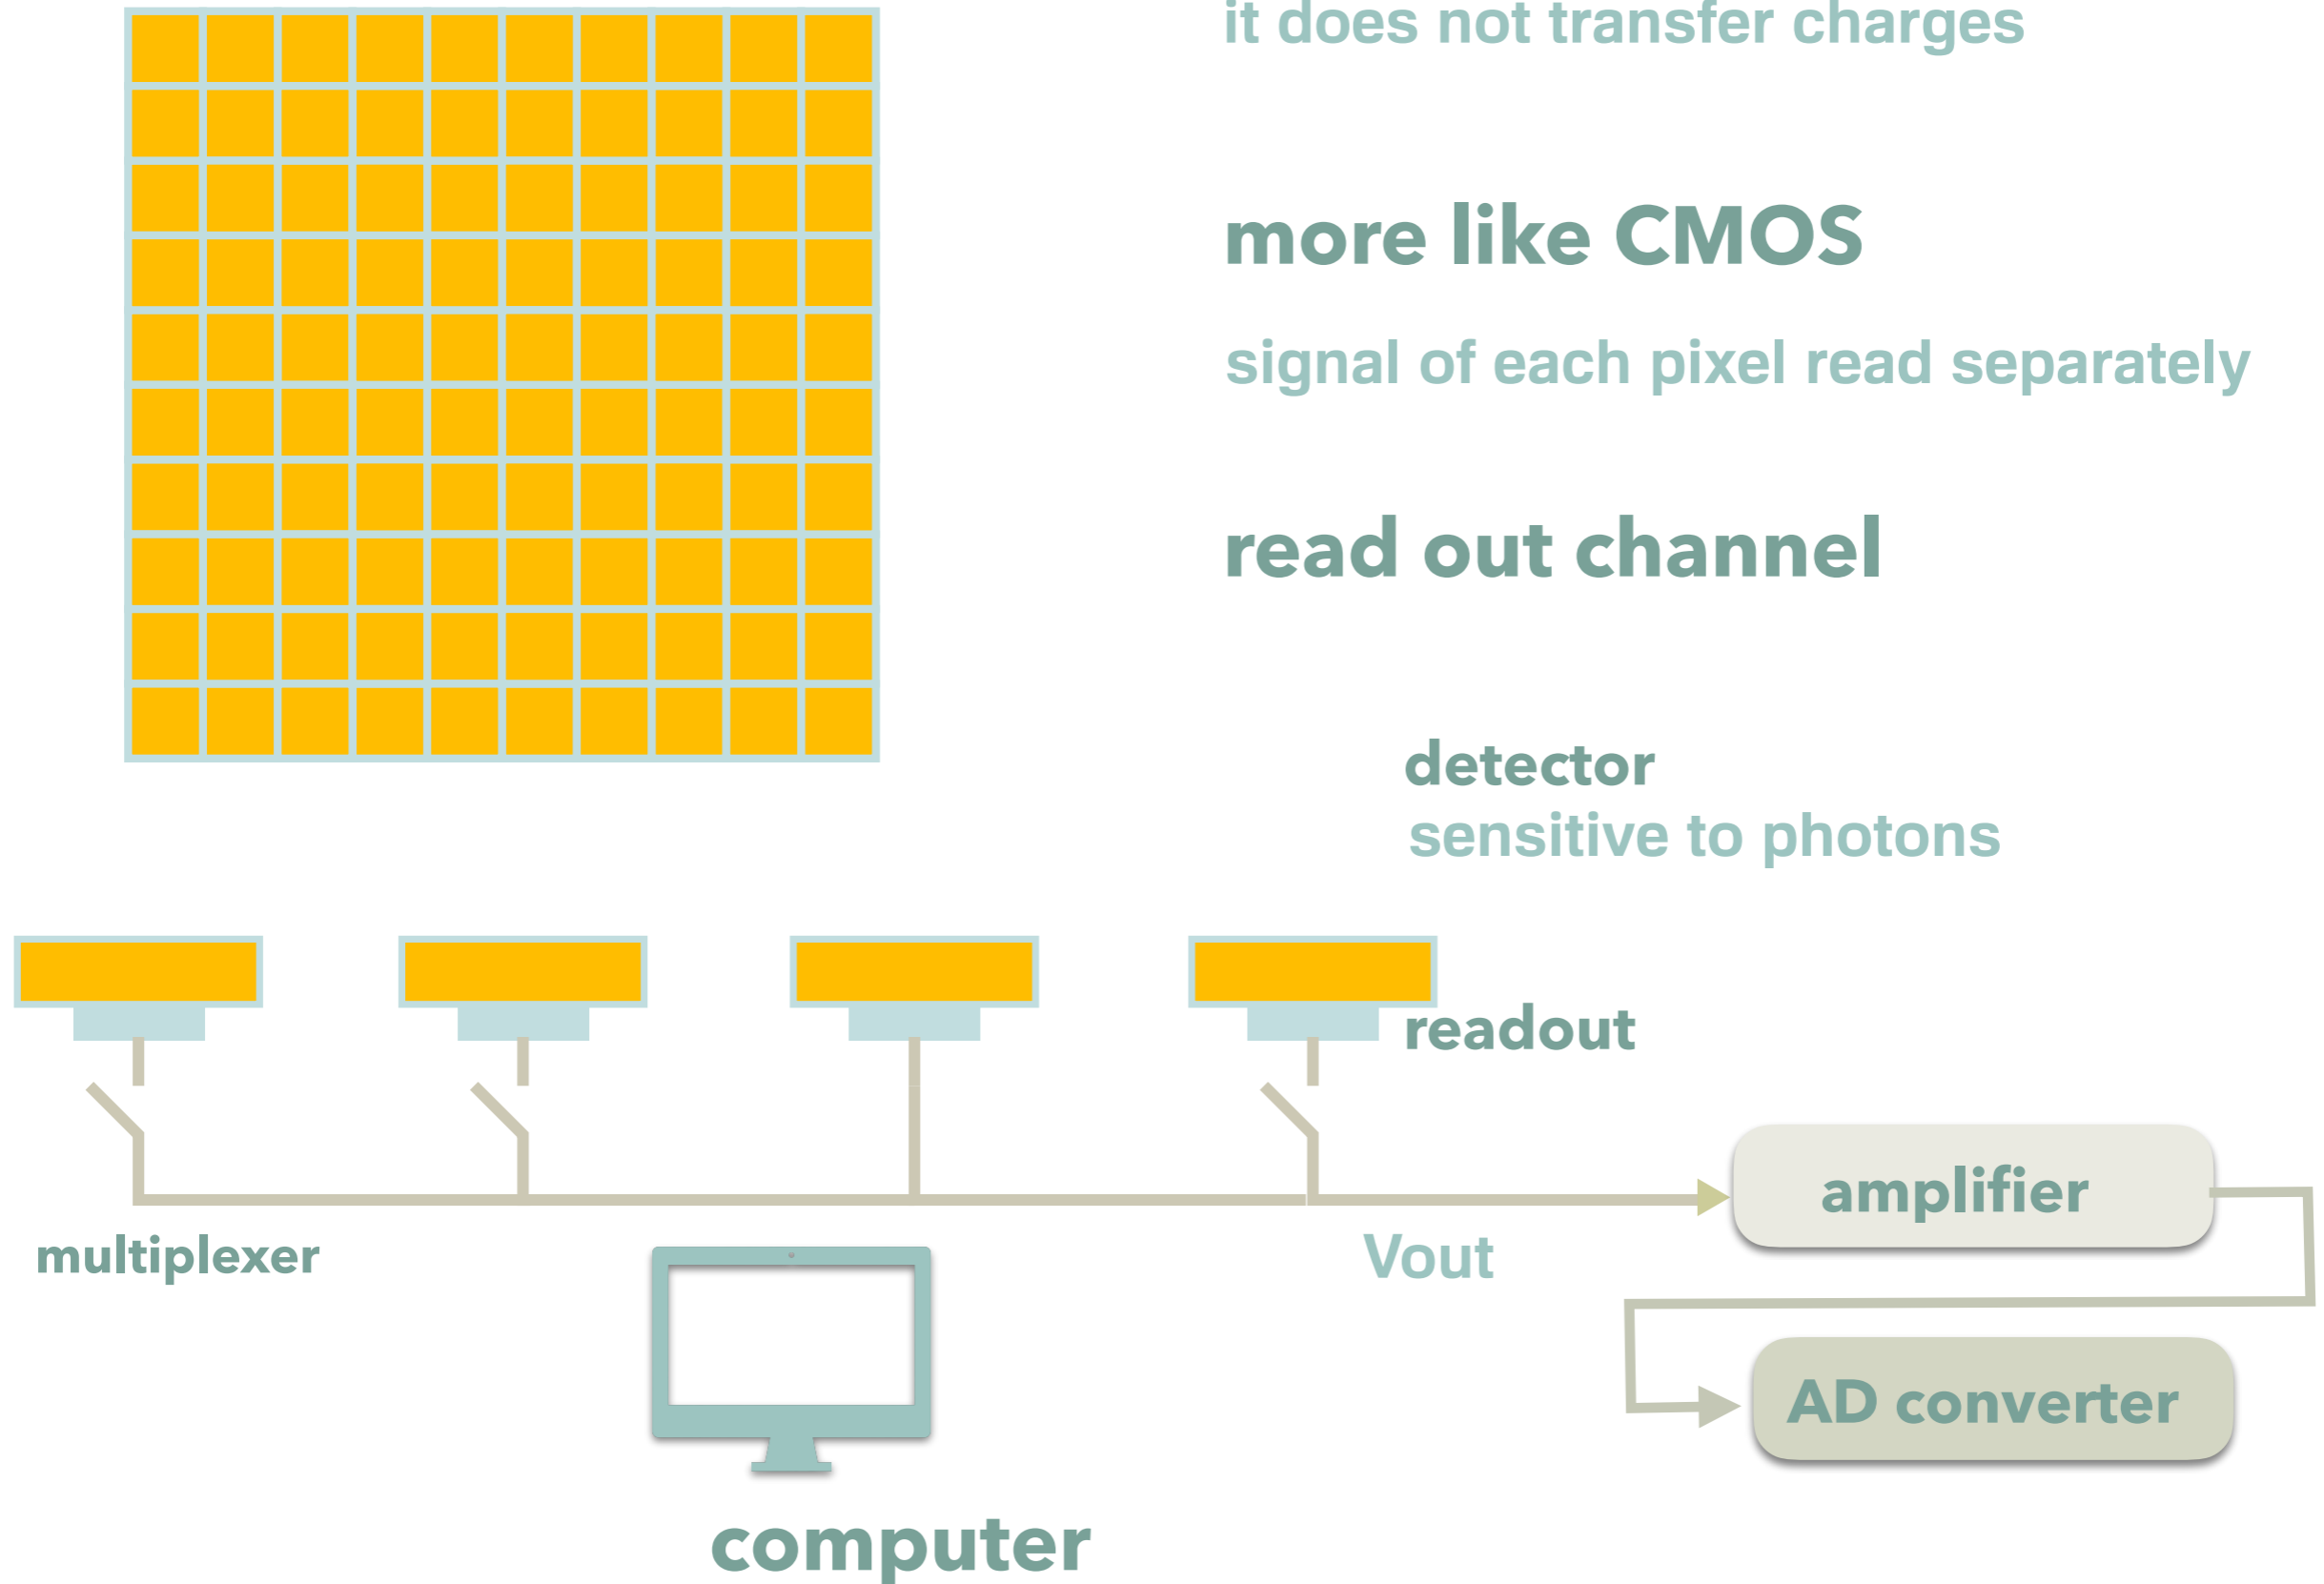 it does not transfer charges
more like CMOS
signal of each pixel read separately
read out channel
detector
sensitive to photons
readout
amplifier
multiplexer
Vout
AD converter
computer